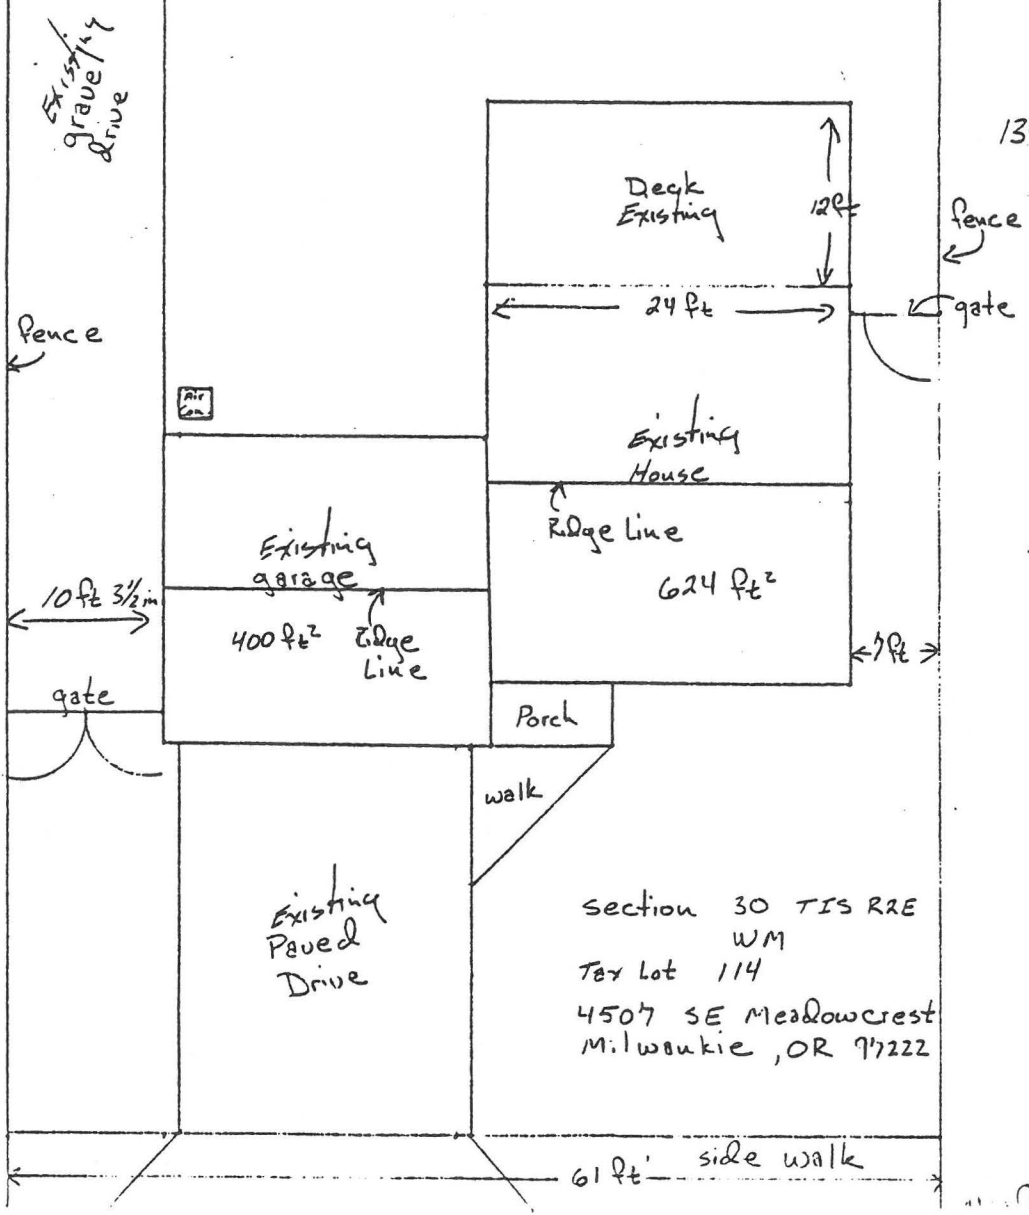 Existing
gravel
drive
13
Deck
Existing
12ft
fence
24 ft
gate
fence
Air
Con.
Existing
House
Ridge Line
Existing
garage
624 ft²
10ft 3½in
400 ft²
Ridge
Line
7ft
gate
Porch
walk
Existing
Paved
Drive
Section 30 T1S R2E
WM
Tax Lot 114
4507 SE Meadowcrest
Milwaukie, OR 97222
side walk
61 ft